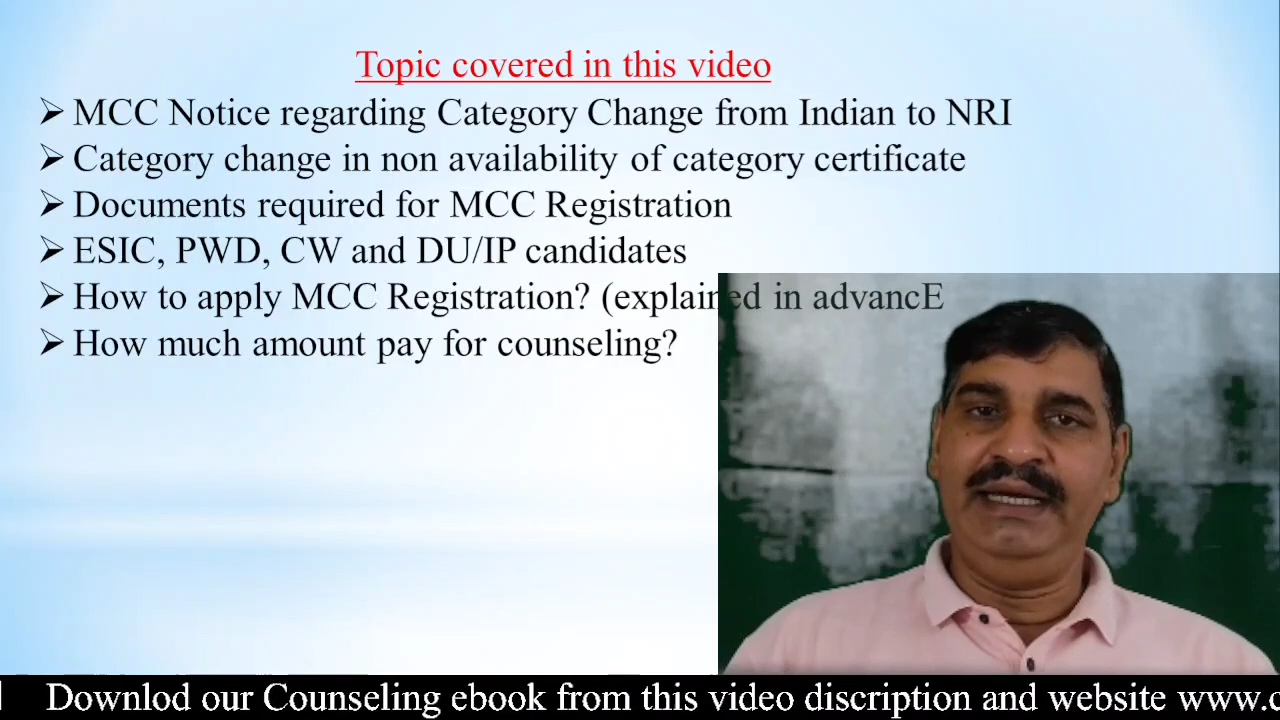 Topic covered in this video
➢ MCC Notice regarding Category Change from Indian to NRI
➢ Category change in non availability of category certificate
➢ Documents required for MCC Registration
➢ ESIC, PWD, CW and DU/IP candidates
➢ How to apply MCC Registration? (explained in advancE
➢ How much amount pay for counseling?
Downlod our Counseling ebook from this video discription and website www.